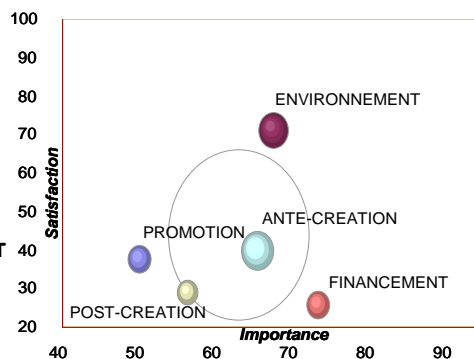 100
90
80
ENVIRONNEMENT
70
60
Satisfaction
50
PROMOTION
ANTE-CREATION
T
40
30
FINANCEMENT
POST-CREATION
20
Importance
40
50
60
70
80
90